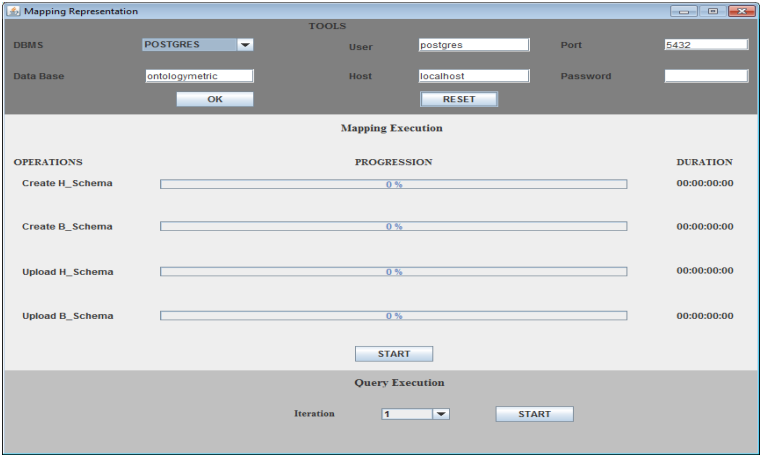 Mapping Representation
TOOLS
DBMS POSTGRES User postgres Port 5432
Data Base ontologymetric Host localhost Password
OK RESET
Mapping Execution
OPERATIONS PROGRESSION DURATION
Create H_Schema 0 % 00:00:00:00
Create B_Schema 0 % 00:00:00:00
Upload H_Schema 0 % 00:00:00:00
Upload B_Schema 0 % 00:00:00:00
START
Query Execution
Iteration 1 START